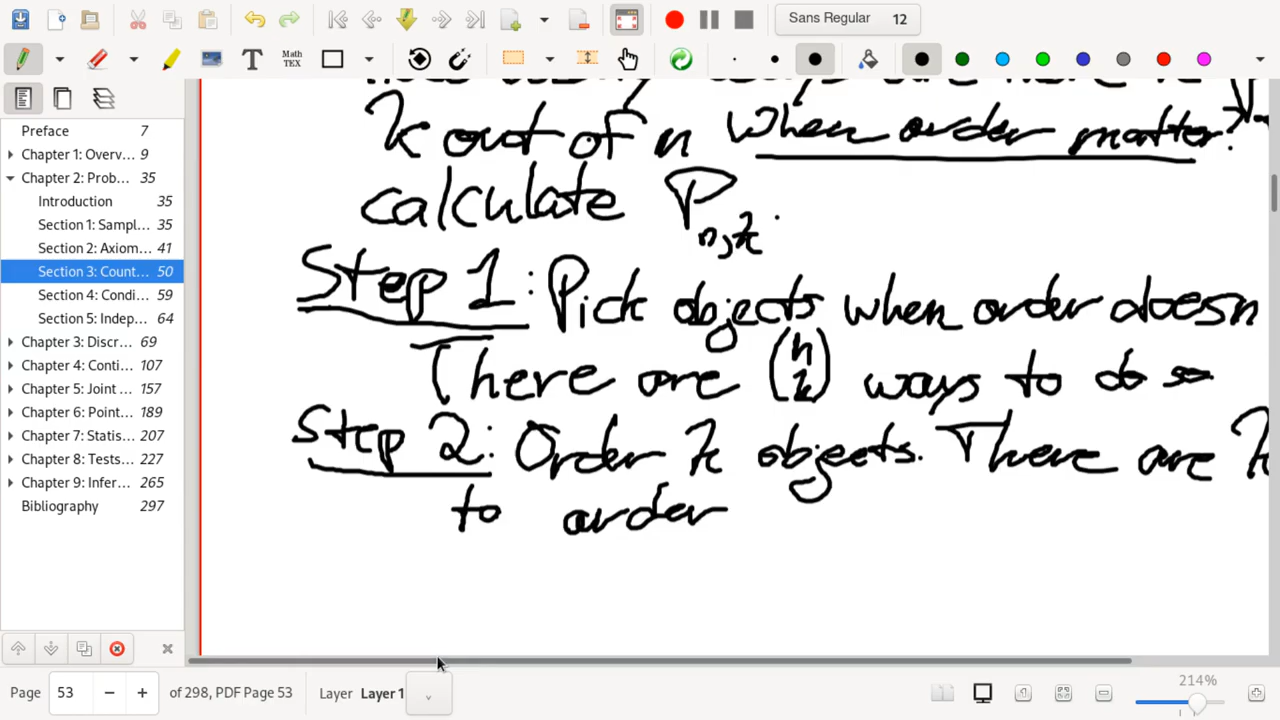 Sans Regular 12
Math
TEX
Preface 7
Chapter 1: Overv... 9
Chapter 2: Prob... 35
Introduction 35
Section 1: Sampl... 35
Section 2: Axiom... 41
Section 3: Count... 50
Section 4: Condi... 59
Section 5: Indep... 64
Chapter 3: Discr... 69
Chapter 4: Conti... 107
Chapter 5: Joint ... 157
Chapter 6: Point... 189
Chapter 7: Statis... 207
Chapter 8: Tests... 227
Chapter 9: Infer... 265
Bibliography 297
k out of n when order matter?
calculate P_{n,k}.
Step 1: Pick objects when order doesn
There are (n k) ways to do so
Step 2: Order k objects. There are k
to order
Page 53 of 298, PDF Page 53 Layer Layer 1 214%